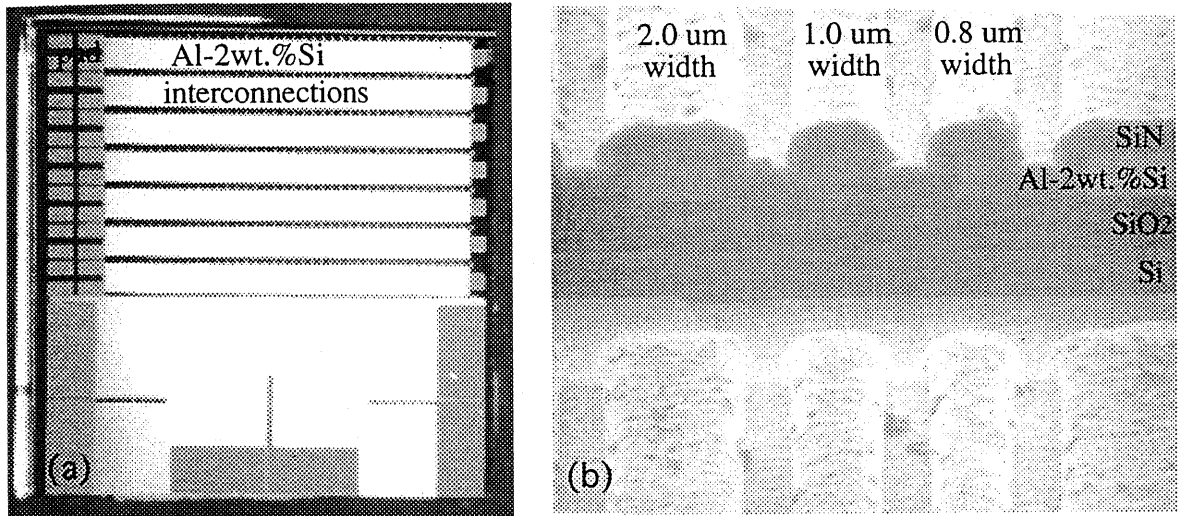 pad
Al-2wt.%Si
interconnections
(a)
2.0 um
width
1.0 um
width
0.8 um
width
SiN
Al-2wt.%Si
SiO2
Si
(b)